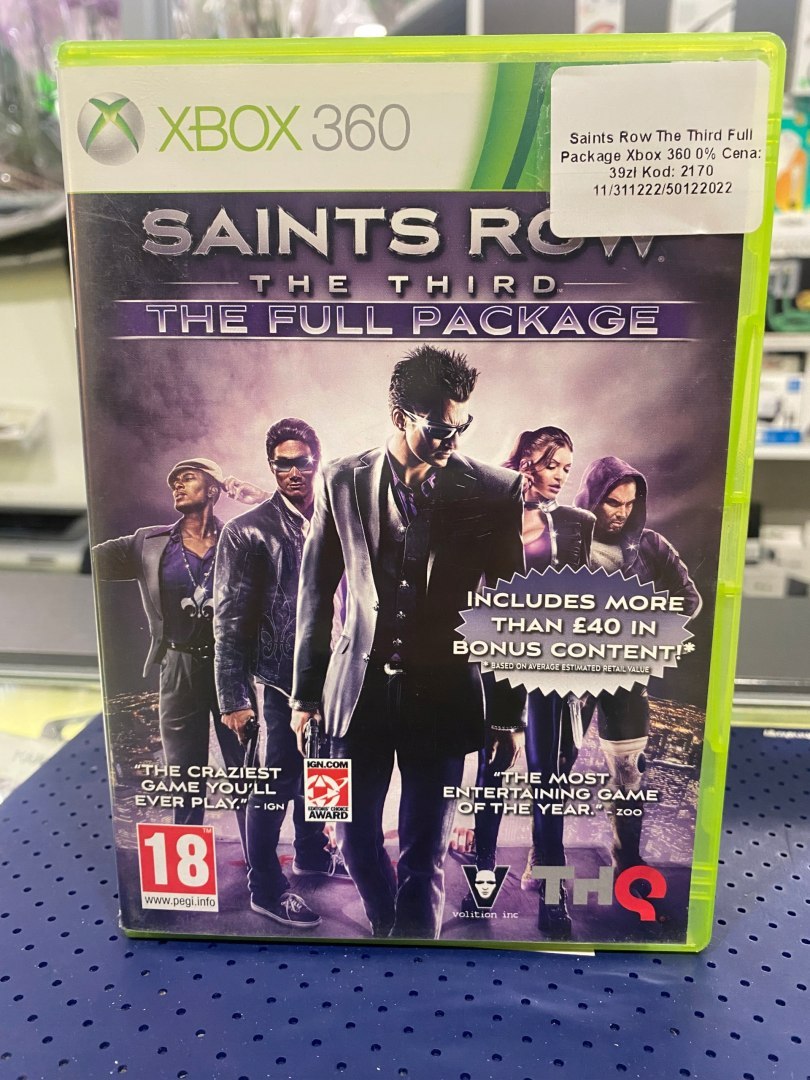 XBOX 360
Saints Row The Third Full
Package Xbox 360 0% Cena:
39zł Kod: 2170
11/311222/50122022
SAINTS ROW
THE THIRD
THE FULL PACKAGE
INCLUDES MORE
THAN £40 IN
BONUS CONTENT!*
* BASED ON AVERAGE ESTIMATED RETAIL VALUE
"THE CRAZIEST
GAME YOU'LL
EVER PLAY." - IGN
IGN.COM
EDITORS' CHOICE
AWARD
"THE MOST
ENTERTAINING GAME
OF THE YEAR." - ZOO
18
www.pegi.info
volition inc
THQ